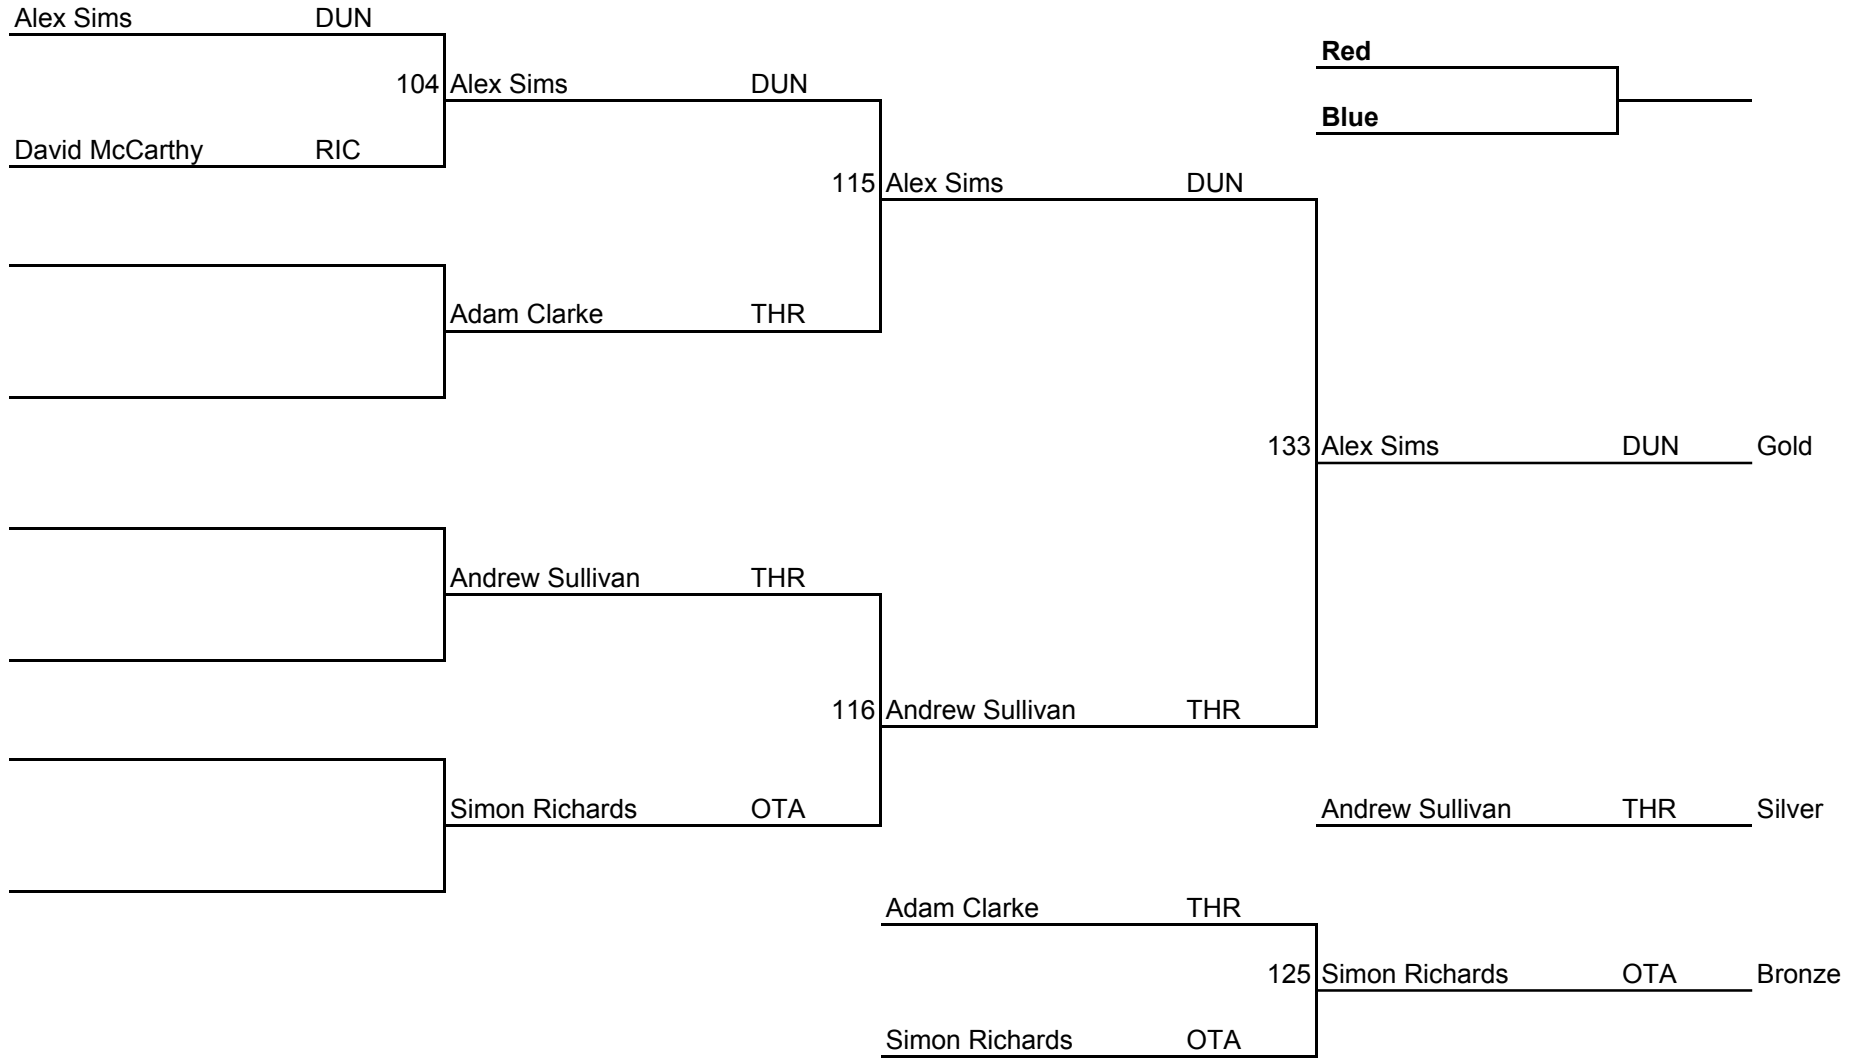 Alex Sims DUN
Red
104 Alex Sims DUN
Blue
David McCarthy RIC
115 Alex Sims DUN
Adam Clarke THR
133 Alex Sims DUN Gold
Andrew Sullivan THR
116 Andrew Sullivan THR
Simon Richards OTA
Andrew Sullivan THR Silver
Adam Clarke THR
125 Simon Richards OTA Bronze
Simon Richards OTA